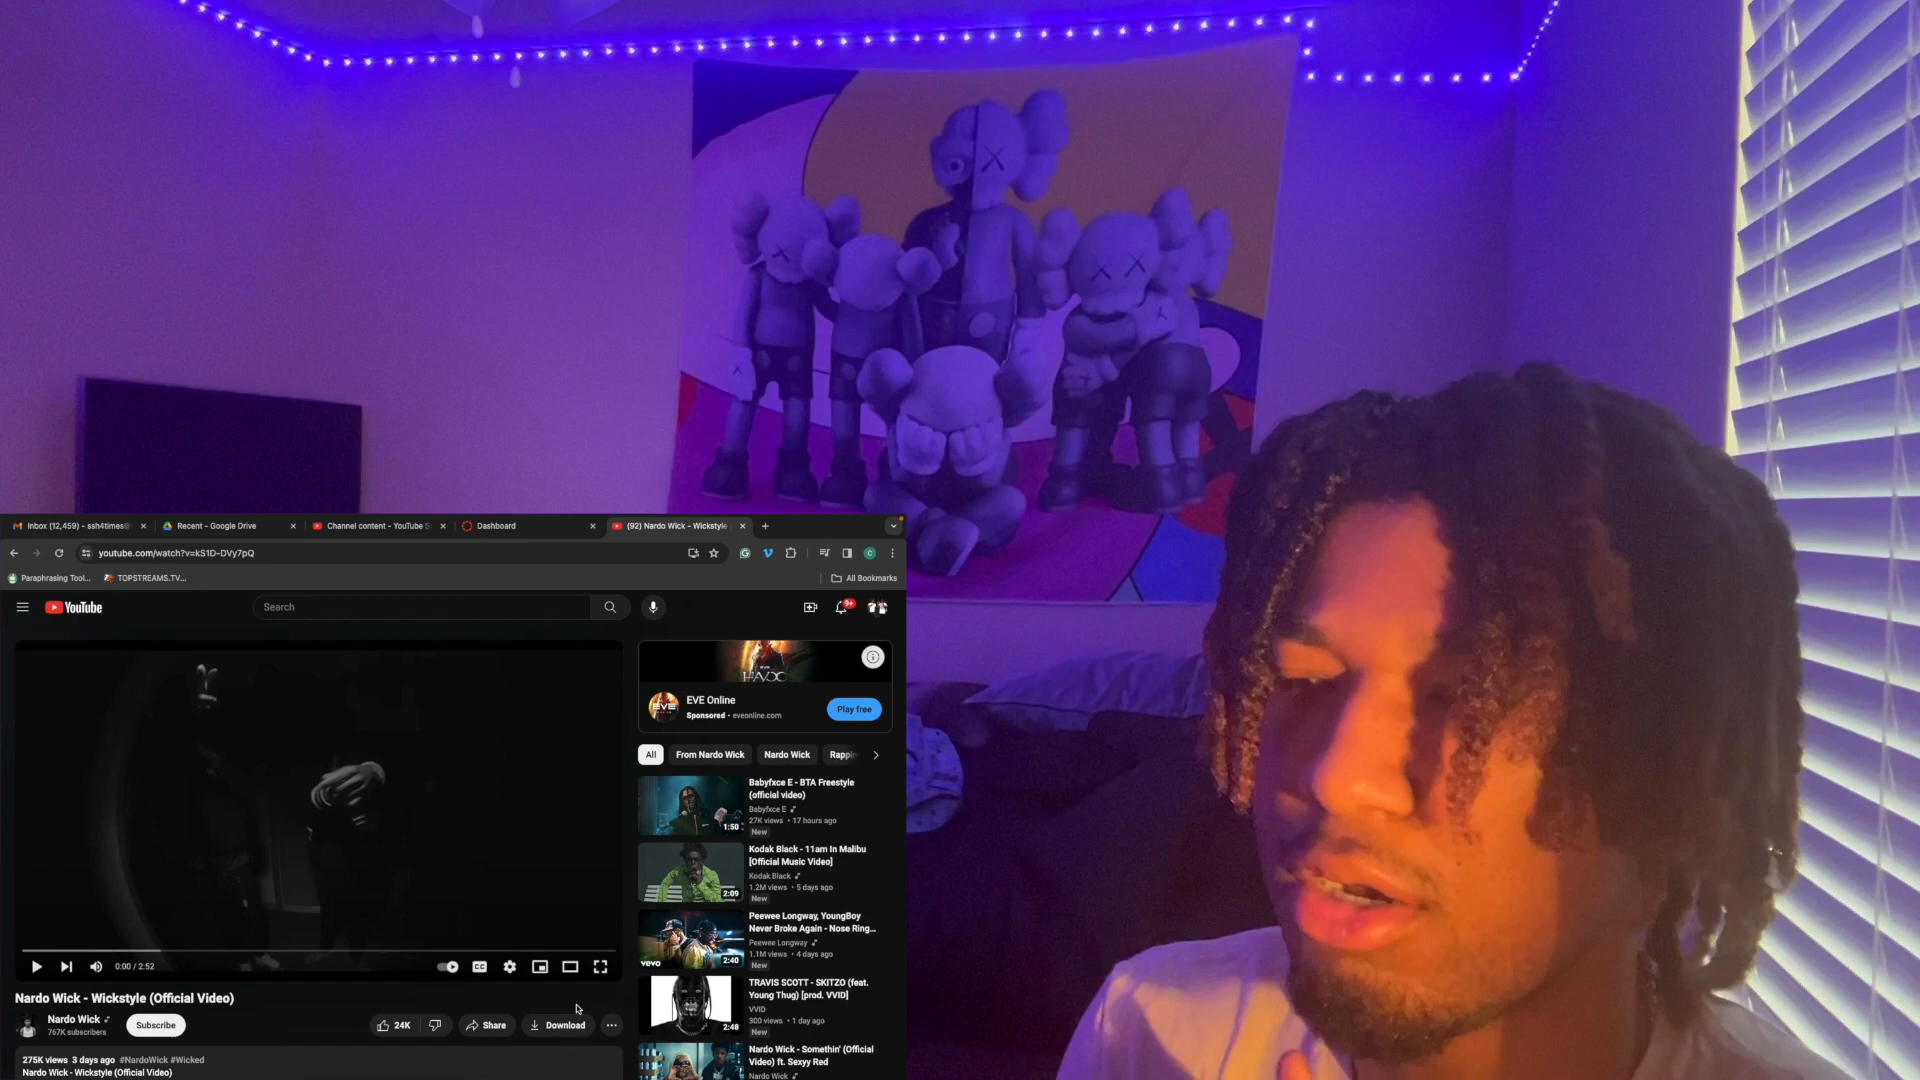 Inbox (12,459) - ssh4times@
Recent - Google Drive
Channel content - YouTube S
Dashboard
(92) Nardo Wick - Wickstyle
youtube.com/watch?v=kS1D-DVy7pQ
Paraphrasing Tool...
TOPSTREAMS.TV...
All Bookmarks
YouTube
Search
9+
HAVOC
EVE
EVE Online
Sponsored • eveonline.com
Play free
All
From Nardo Wick
Nardo Wick
Rappin
Babyfxce E - BTA Freestyle
(official video)
Babyfxce E
27K views • 17 hours ago
New
1:50
Kodak Black - 11am In Malibu
[Official Music Video]
Kodak Black
1.2M views • 5 days ago
New
2:09
Peewee Longway, YoungBoy
Never Broke Again - Nose Ring...
Peewee Longway
1.1M views • 4 days ago
New
vevo
2:40
TRAVIS SCOTT - SKITZO (feat.
Young Thug) [prod. VVID]
VVID
300 views • 1 day ago
New
2:48
Nardo Wick - Somethin' (Official
Video) ft. Sexyy Red
Nardo Wick
0:00 / 2:52
CC
Nardo Wick - Wickstyle (Official Video)
Nardo Wick
767K subscribers
Subscribe
24K
Share
Download
275K views 3 days ago #NardoWick #Wicked
Nardo Wick - Wickstyle (Official Video)